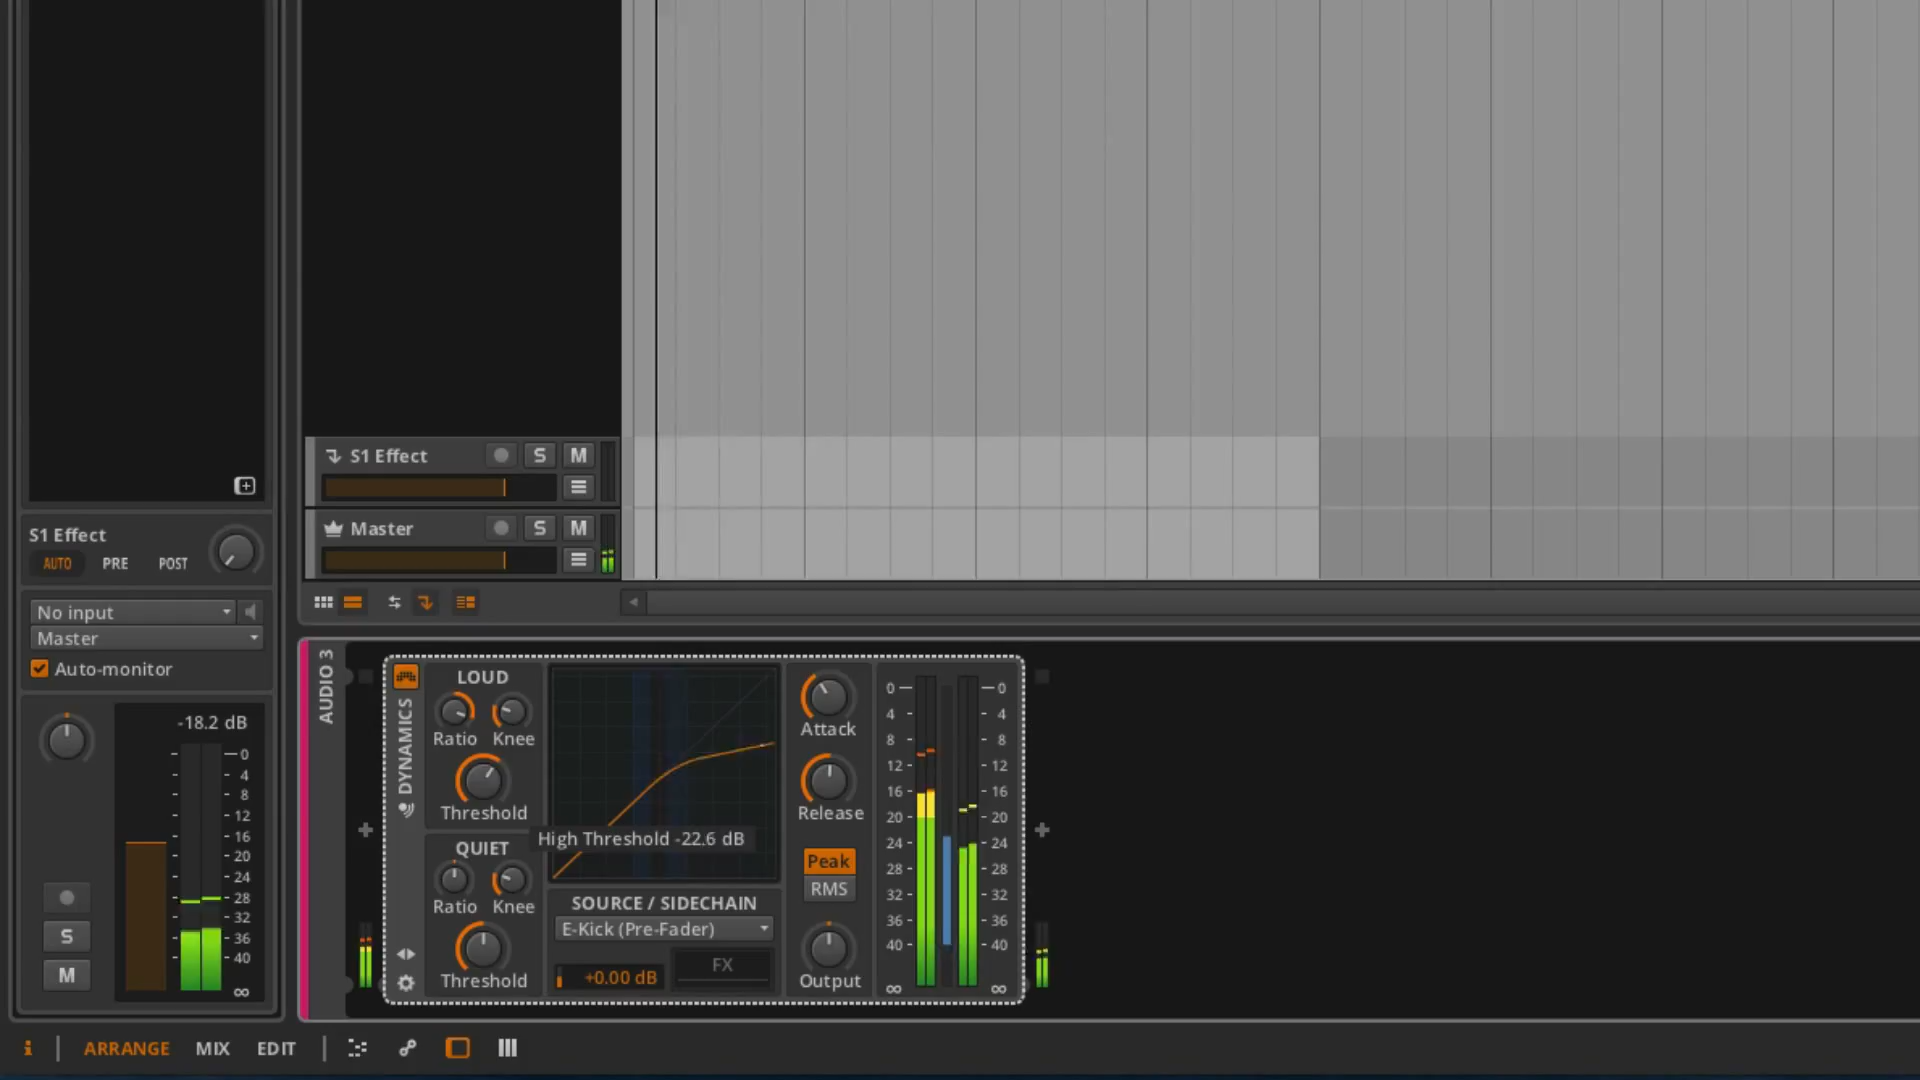 S1 Effect
AUTO PRE POST
No input
Master
Auto-monitor
-18.2 dB
0
4
8
12
16
20
24
28
32
36
40
∞
S
M
S1 Effect S M
Master S M
AUDIO 3
DYNAMICS
LOUD
Ratio Knee
Threshold
QUIET
Ratio Knee
Threshold
High Threshold -22.6 dB
SOURCE / SIDECHAIN
E-Kick (Pre-Fader)
+0.00 dB FX
Attack
Release
Peak
RMS
Output
0 0
4 4
8 8
12 12
16 16
20 20
24 24
28 28
32 32
36 36
40 40
∞ ∞
i ARRANGE MIX EDIT